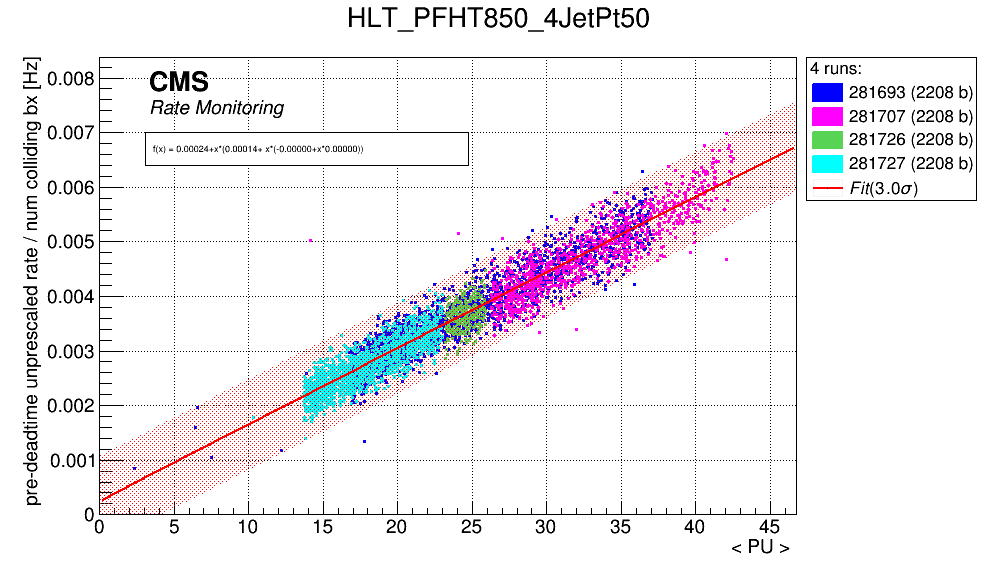 HLT_PFHT850_4JetPt50
pre-deadtime unprescaled rate / num colliding bx [Hz]
0.008
0.007
0.006
0.005
0.004
0.003
0.002
0.001
0
CMS
Rate Monitoring
f(x) = 0.00024+x*(0.00014+ x*(-0.00000+x*0.00000))
0 5 10 15 20 25 30 35 40 45
< PU >
4 runs:
281693 (2208 b)
281707 (2208 b)
281726 (2208 b)
281727 (2208 b)
Fit(3.0σ)